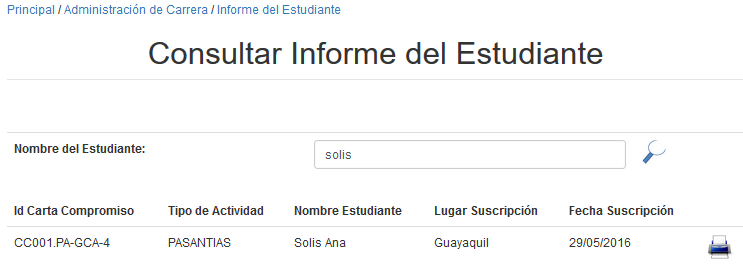 Principal / Administración de Carrera / Informe del Estudiante
Consultar Informe del Estudiante
Nombre del Estudiante: solis
Id Carta Compromiso Tipo de Actividad Nombre Estudiante Lugar Suscripción Fecha Suscripción
CC001.PA-GCA-4 PASANTIAS Solis Ana Guayaquil 29/05/2016